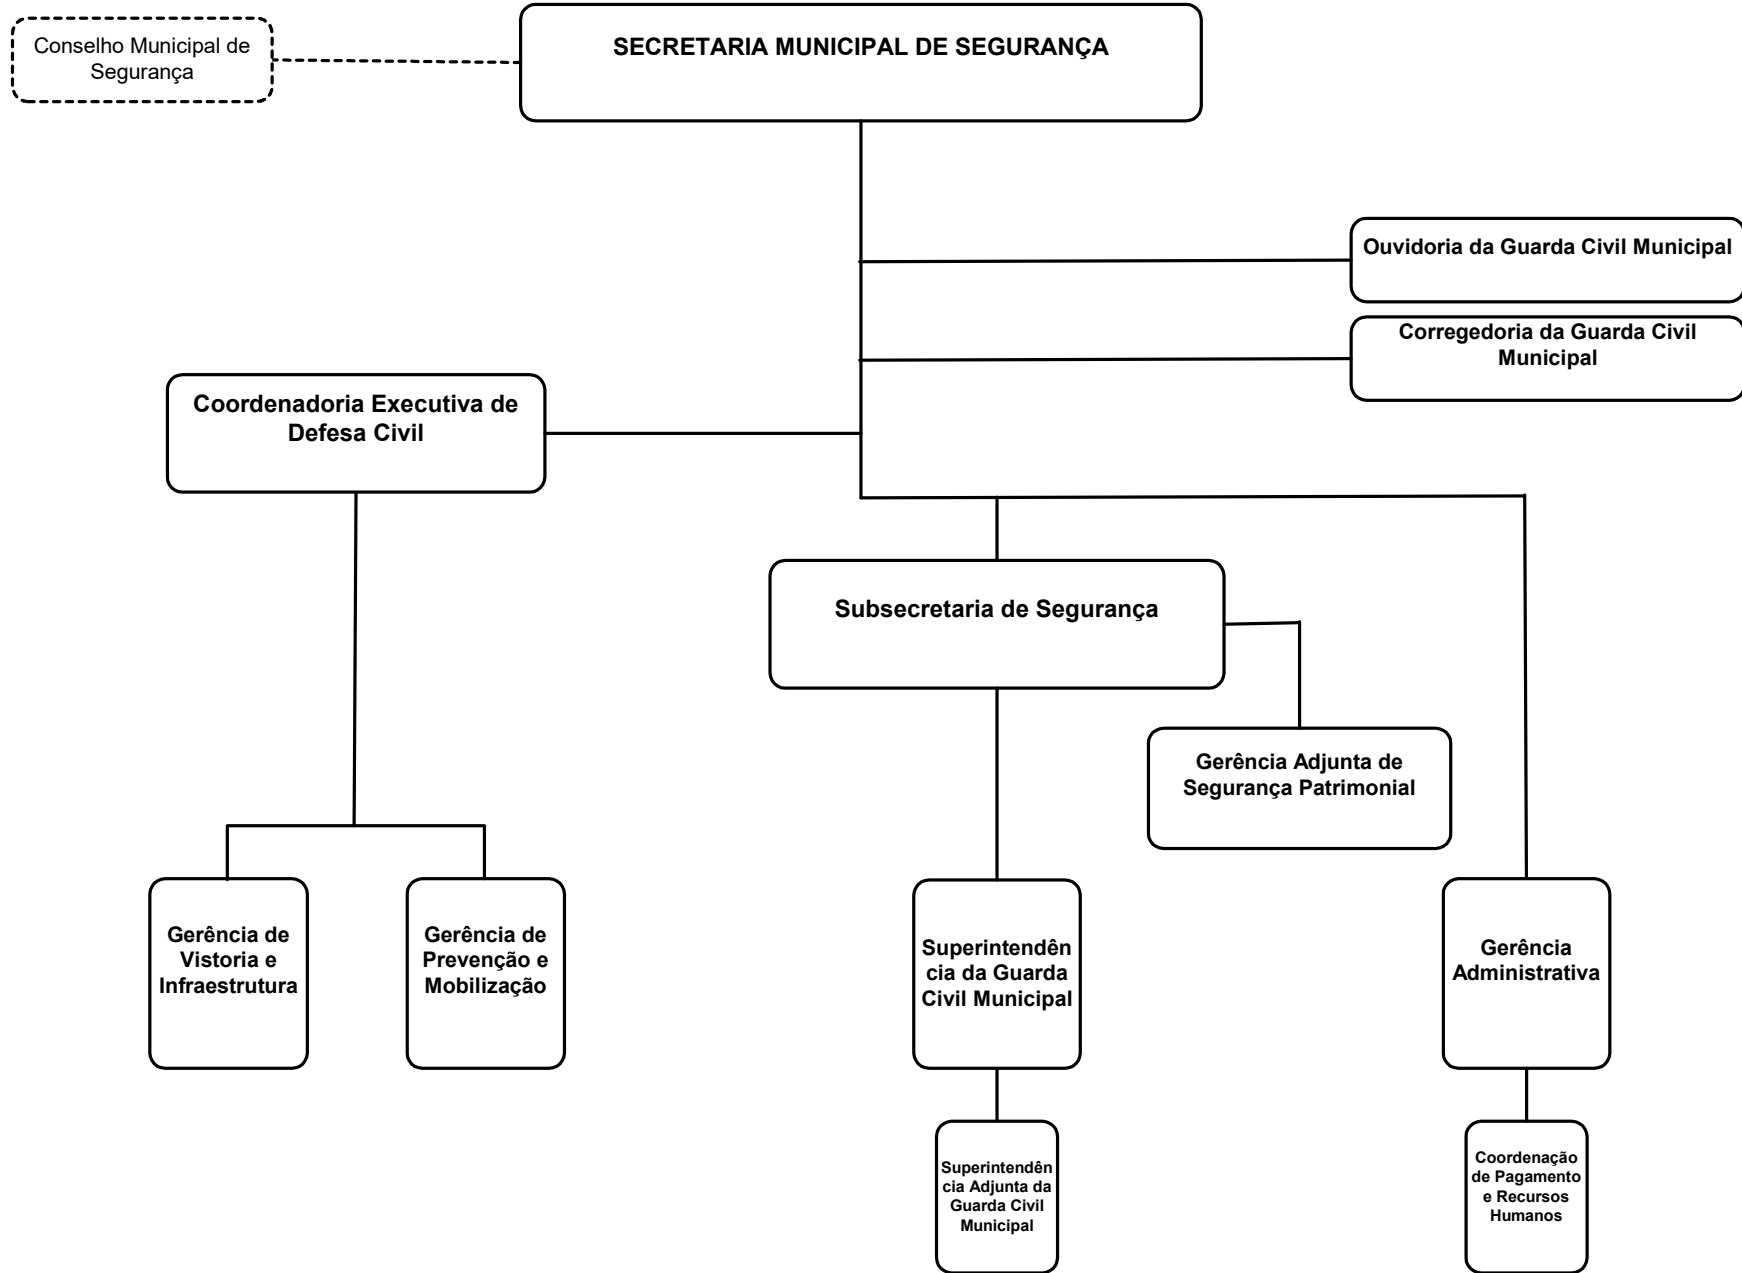 Conselho Municipal de
Segurança
SECRETARIA MUNICIPAL DE SEGURANÇA
Ouvidoria da Guarda Civil Municipal
Corregedoria da Guarda Civil
Municipal
Coordenadoria Executiva de
Defesa Civil
Subsecretaria de Segurança
Gerência Adjunta de
Segurança Patrimonial
Gerência de
Vistoria e
Infraestrutura
Gerência de
Prevenção e
Mobilização
Superintendên
cia da Guarda
Civil Municipal
Gerência
Administrativa
Superintendên
cia Adjunta da
Guarda Civil
Municipal
Coordenação
de Pagamento
e Recursos
Humanos